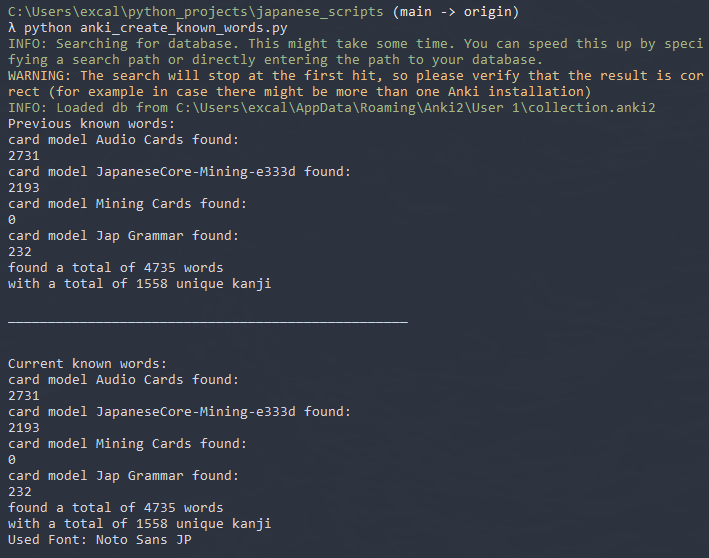 C:\Users\excal\python_projects\japanese_scripts (main -> origin)
λ python anki_create_known_words.py
INFO: Searching for database. This might take some time. You can speed this up by speci
fying a search path or directly entering the path to your database.
WARNING: The search will stop at the first hit, so please verify that the result is cor
rect (for example in case there might be more than one Anki installation)
INFO: Loaded db from C:\Users\excal\AppData\Roaming\Anki2\User 1\collection.anki2
Previous known words:
card model Audio Cards found:
2731
card model JapaneseCore-Mining-e333d found:
2193
card model Mining Cards found:
0
card model Jap Grammar found:
232
found a total of 4735 words
with a total of 1558 unique kanji
__________________________________________________
Current known words:
card model Audio Cards found:
2731
card model JapaneseCore-Mining-e333d found:
2193
card model Mining Cards found:
0
card model Jap Grammar found:
232
found a total of 4735 words
with a total of 1558 unique kanji
Used Font: Noto Sans JP